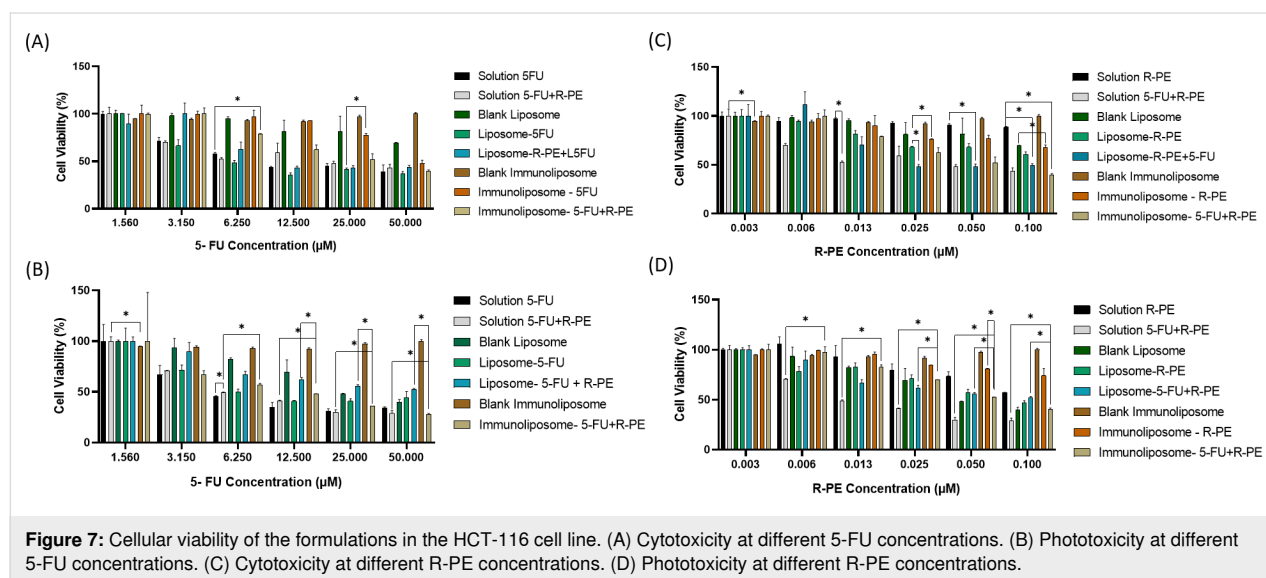 (A)
Cell Viability (%)
150
100
50
0
1.560 3.150 6.250 12.500 25.000 50.000
5- FU Concentration (µM)
*
*
Solution 5FU
Solution 5-FU+R-PE
Blank Liposome
Liposome-5FU
Liposome-R-PE+L5FU
Blank Immunoliposome
Immunoliposome - 5FU
Immunoliposome- 5-FU+R-PE
(B)
Cell Viability (%)
150
100
50
0
1.560 3.150 6.250 12.500 25.000 50.000
5- FU Concentration (µM)
*
*
*
*
*
*
*
*
*
Solution 5-FU
Solution 5-FU+R-PE
Blank Liposome
Liposome-5-FU
Liposome- 5-FU + R-PE
Blank Immunoliposome
Immunoliposome- 5-FU+R-PE
(C)
Cell Viability (%)
150
100
50
0
0.003 0.006 0.013 0.025 0.050 0.100
R-PE Concentration (µM)
*
*
*
*
*
*
*
*
Solution R-PE
Solution 5-FU+R-PE
Blank Liposome
Liposome-R-PE
Liposome-R-PE+5-FU
Blank Immunoliposome
Immunoliposome - R-PE
Immunoliposome- 5-FU+R-PE
(D)
Cell Viability (%)
150
100
50
0
0.003 0.006 0.013 0.025 0.050 0.100
R-PE Concentration (µM)
*
*
*
*
*
*
*
*
*
Solution R-PE
Solution 5-FU+R-PE
Blank Liposome
Liposome-R-PE
Liposome-5-FU+R-PE
Blank Immunoliposome
Immunoliposome - R-PE
Immunoliposome- 5-FU+R-PE
Figure 7: Cellular viability of the formulations in the HCT-116 cell line. (A) Cytotoxicity at different 5-FU concentrations. (B) Phototoxicity at different
5-FU concentrations. (C) Cytotoxicity at different R-PE concentrations. (D) Phototoxicity at different R-PE concentrations.